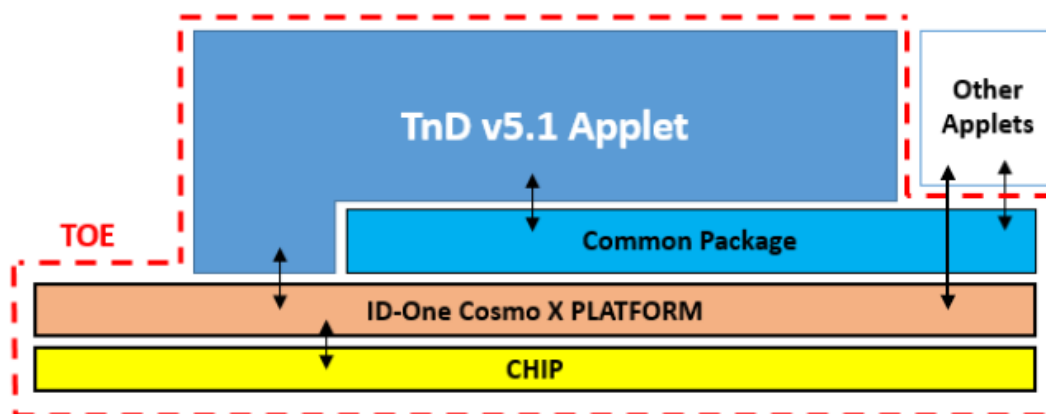 TnD v5.1 Applet
Other
Applets
TOE
Common Package
ID-One Cosmo X PLATFORM
CHIP